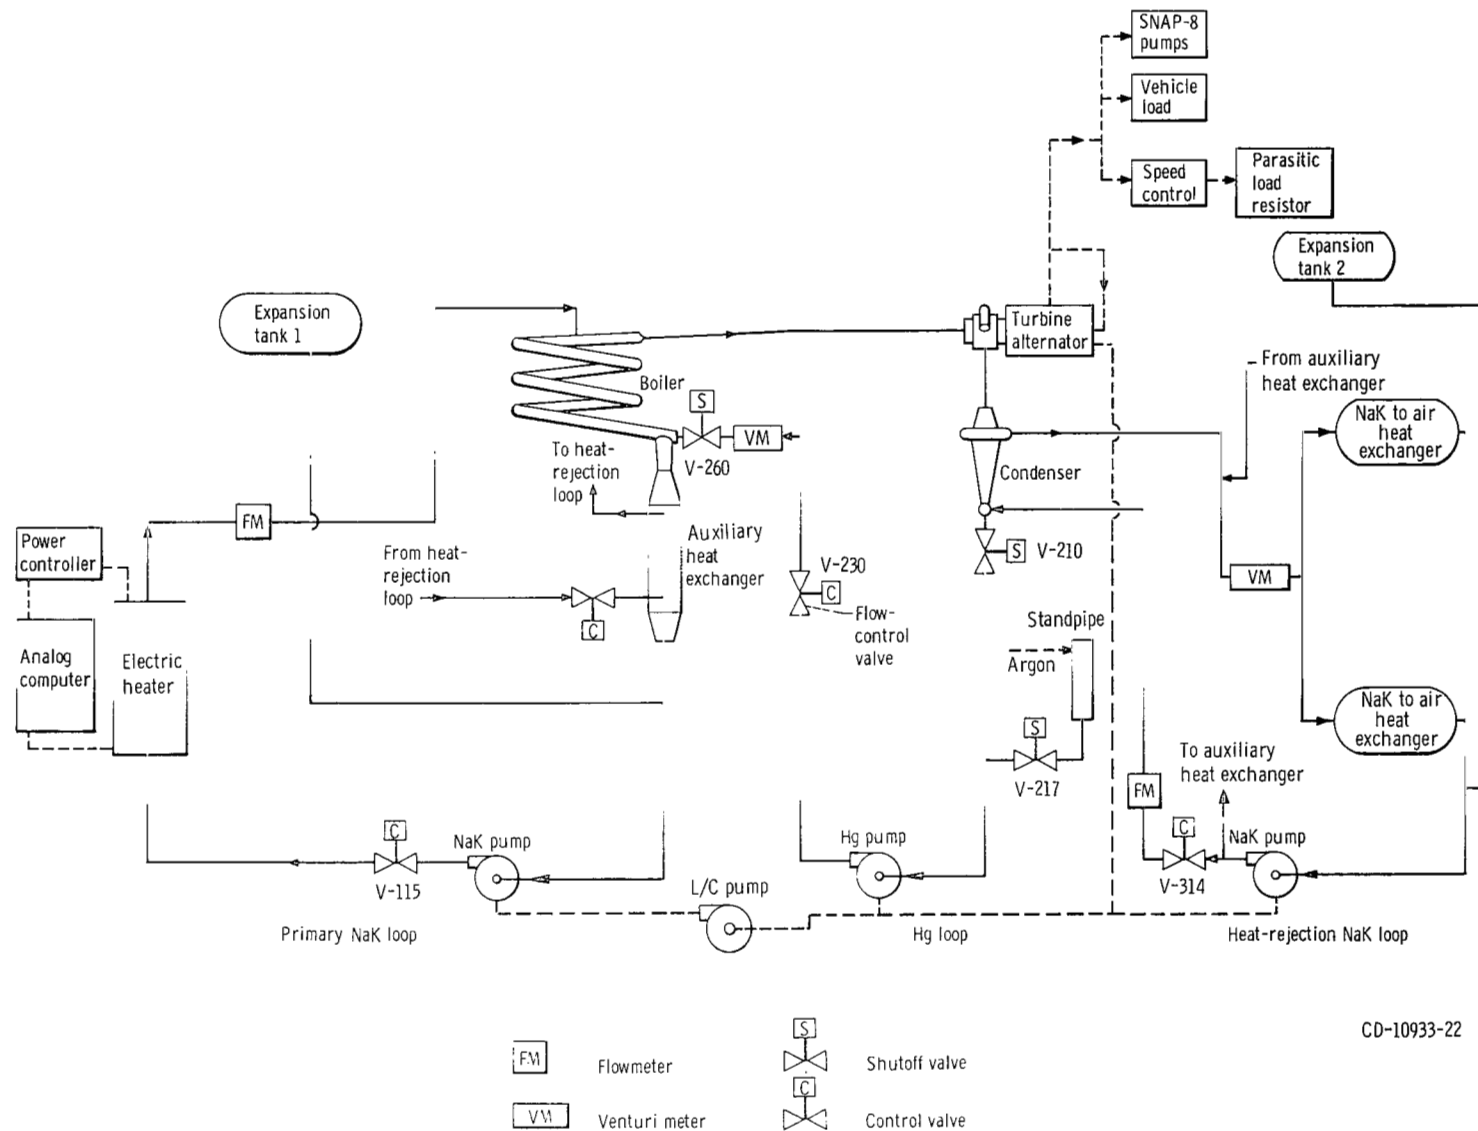 SNAP-8
pumps
Vehicle
load
Speed
control
Parasitic
load
resistor
Expansion
tank 2
Expansion
tank 1
Turbine
alternator
From auxiliary
heat exchanger
Boiler
S
VM
V-260
To heat-
rejection
loop
NaK to air
heat
exchanger
Condenser
FM
Power
controller
Auxiliary
heat
exchanger
From heat-
rejection
loop
C
V-230
C
Flow-
control
valve
S
V-210
VM
Standpipe
Argon
Analog
computer
Electric
heater
S
V-217
NaK to air
heat
exchanger
To auxiliary
heat exchanger
FM
C
V-115
NaK pump
Hg pump
C
V-314
NaK pump
L/C pump
Primary NaK loop
Hg loop
Heat-rejection NaK loop
CD-10933-22
FM
Flowmeter
S
Shutoff valve
VM
Venturi meter
C
Control valve